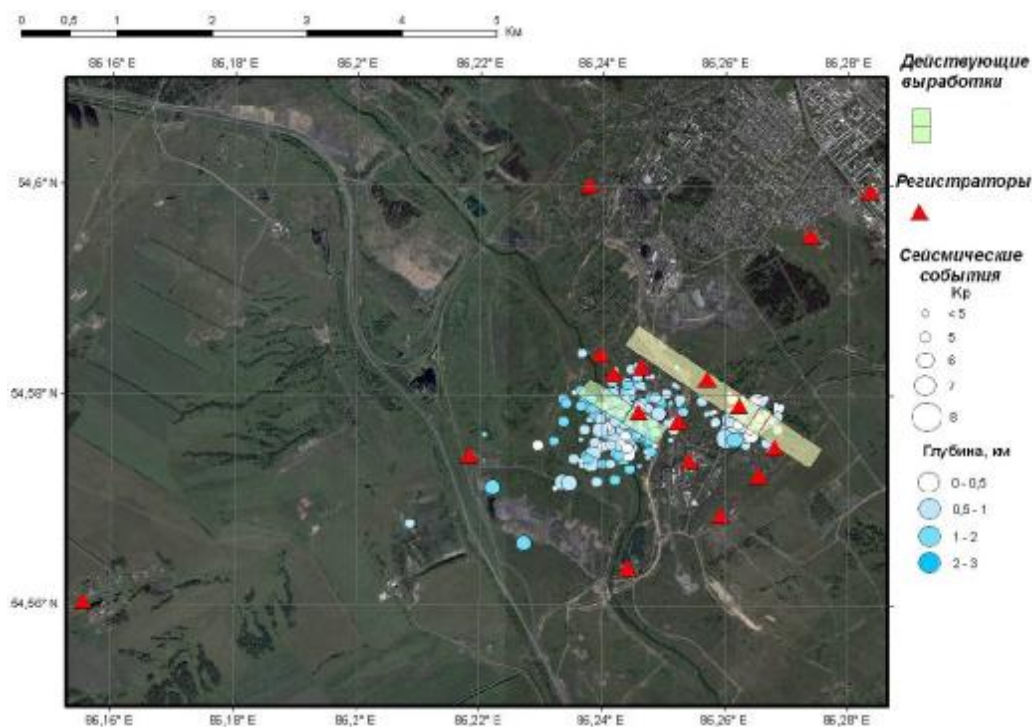 0 0,5 1 2 3 4 5
Км
86,16° E 86,18° E 86,2° E 86,22° E 86,24° E 86,26° E 86,28° E
54,6° N
54,58° N
54,56° N
86,16° E 86,18° E 86,2° E 86,22° E 86,24° E 86,26° E 86,28° E
Действующие
выработки
Регистраторы
Сейсмические
события
Кр
< 5
5
6
7
8
Глубина, км
0 - 0,5
0,5 - 1
1 - 2
2 - 3